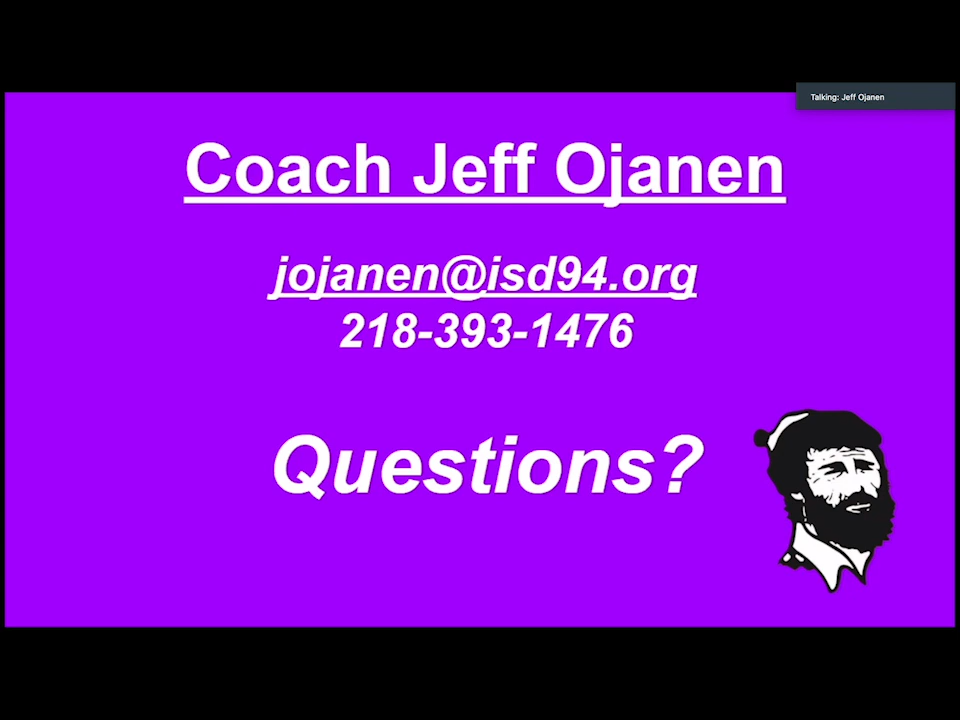 Talking: Jeff Ojanen
Coach Jeff Ojanen
jojanen@isd94.org
218-393-1476
Questions?